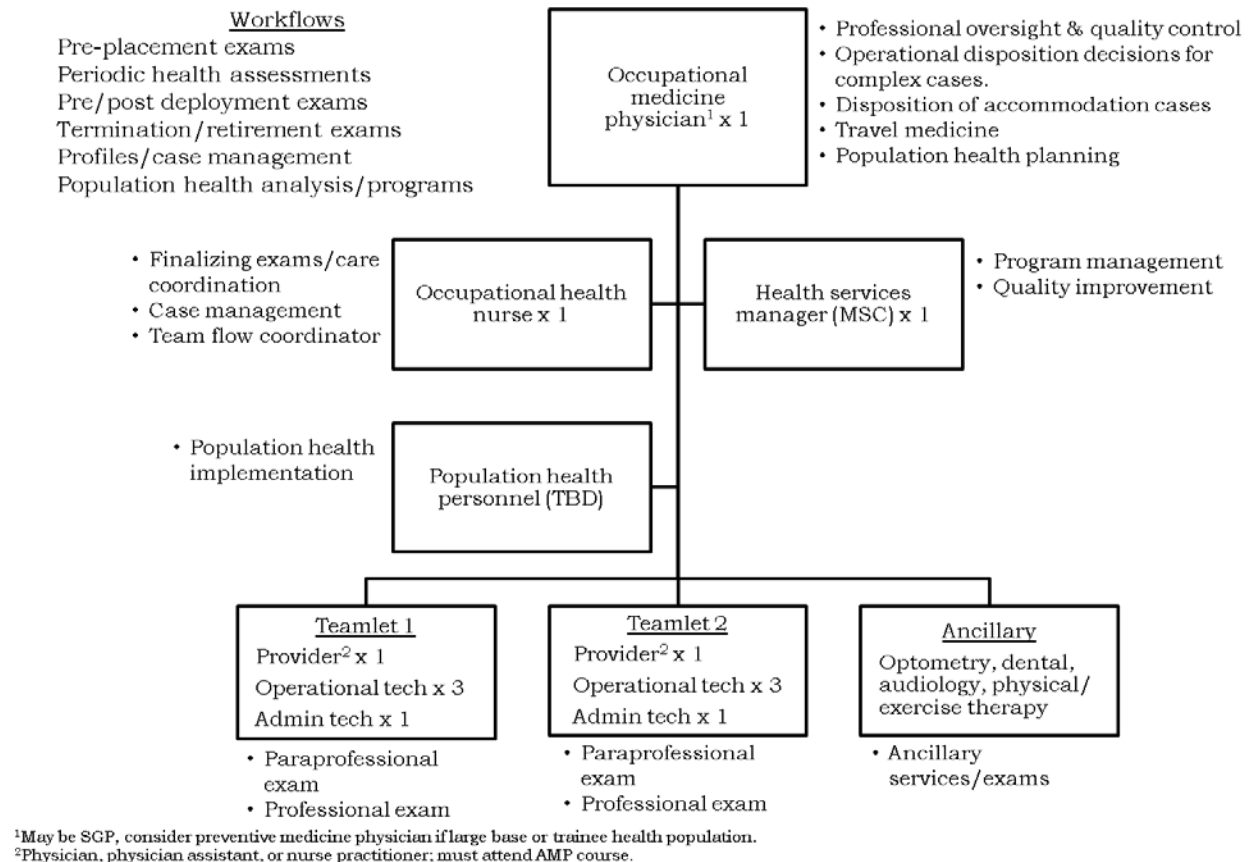 Workflows
Pre-placement exams
Periodic health assessments
Pre/post deployment exams
Termination/retirement exams
Profiles/case management
Population health analysis/programs
Occupational
medicine
physician¹ x 1
• Professional oversight & quality control
• Operational disposition decisions for
complex cases.
• Disposition of accommodation cases
• Travel medicine
• Population health planning
• Finalizing exams/care
coordination
• Case management
• Team flow coordinator
Occupational health
nurse x 1
Health services
manager (MSC) x 1
• Program management
• Quality improvement
• Population health
implementation
Population health
personnel (TBD)
Teamlet 1
Provider² x 1
Operational tech x 3
Admin tech x 1
• Paraprofessional
exam
• Professional exam
Teamlet 2
Provider² x 1
Operational tech x 3
Admin tech x 1
• Paraprofessional
exam
• Professional exam
Ancillary
Optometry, dental,
audiology, physical/
exercise therapy
• Ancillary
services/exams
¹May be SGP, consider preventive medicine physician if large base or trainee health population.
²Physician, physician assistant, or nurse practitioner; must attend AMP course.